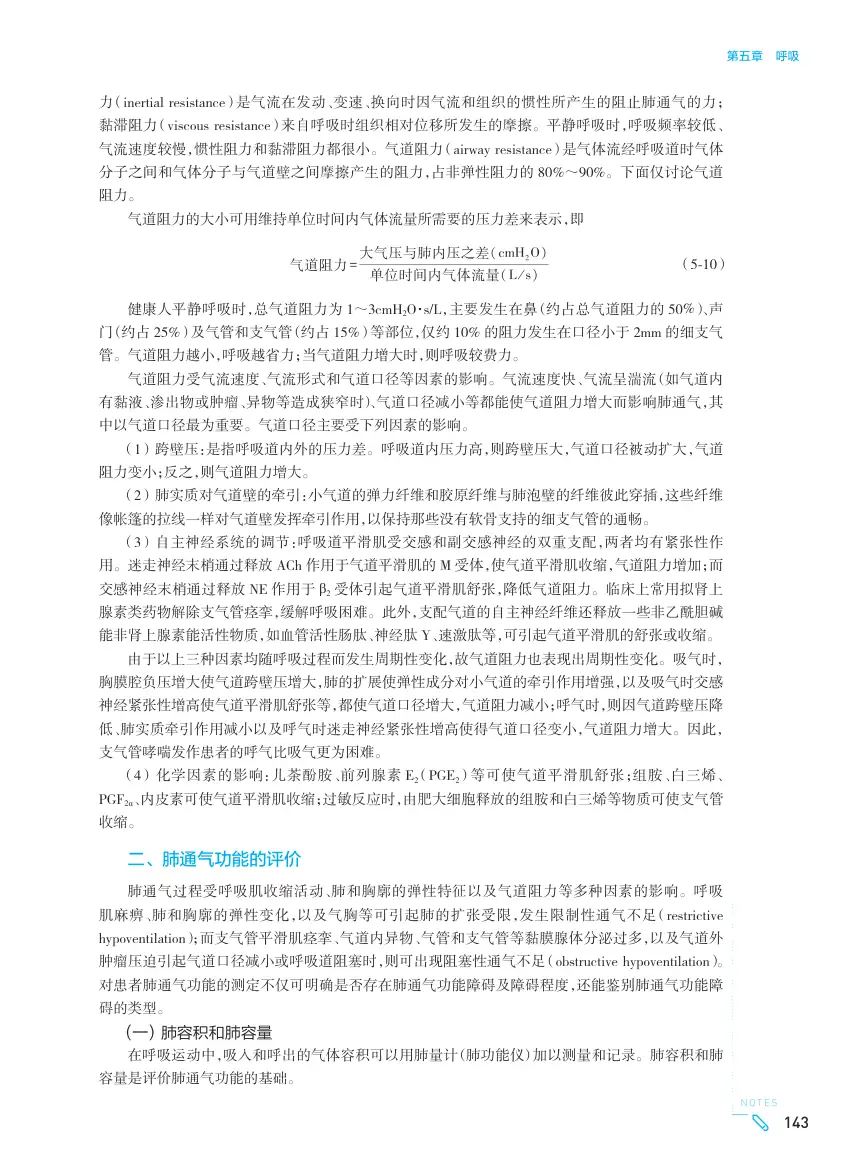 第五章 呼吸
力（inertial resistance）是气流在发动、变速、换向时因气流和组织的惯性所产生的阻止肺通气的力；
黏滞阻力（viscous resistance）来自呼吸时组织相对位移所发生的摩擦。平静呼吸时，呼吸频率较低、
气流速度较慢，惯性阻力和黏滞阻力都很小。气道阻力（airway resistance）是气体流经呼吸道时气体
分子之间和气体分子与气道壁之间摩擦产生的阻力，占非弹性阻力的 80%～90%。下面仅讨论气道
阻力。
气道阻力的大小可用维持单位时间内气体流量所需要的压力差来表示，即
气道阻力=大气压与肺内压之差（cmH₂O）/单位时间内气体流量（L/s） （5-10）
健康人平静呼吸时，总气道阻力为 1～3cmH₂O·s/L，主要发生在鼻（约占总气道阻力的 50%）、声
门（约占 25%）及气管和支气管（约占 15%）等部位，仅约 10% 的阻力发生在口径小于 2mm 的细支气
管。气道阻力越小，呼吸越省力；当气道阻力增大时，则呼吸较费力。
气道阻力受气流速度、气流形式和气道口径等因素的影响。气流速度快、气流呈湍流（如气道内
有黏液、渗出物或肿瘤、异物等造成狭窄时）、气道口径减小等都能使气道阻力增大而影响肺通气，其
中以气道口径最为重要。气道口径主要受下列因素的影响。
（1）跨壁压：是指呼吸道内外的压力差。呼吸道内压力高，则跨壁压大，气道口径被动扩大，气道
阻力变小；反之，则气道阻力增大。
（2）肺实质对气道壁的牵引：小气道的弹力纤维和胶原纤维与肺泡壁的纤维彼此穿插，这些纤维
像帐篷的拉线一样对气道壁发挥牵引作用，以保持那些没有软骨支持的细支气管的通畅。
（3）自主神经系统的调节：呼吸道平滑肌受交感和副交感神经的双重支配，两者均有紧张性作
用。迷走神经末梢通过释放 ACh 作用于气道平滑肌的 M 受体，使气道平滑肌收缩，气道阻力增加；而
交感神经末梢通过释放 NE 作用于 β₂ 受体引起气道平滑肌舒张，降低气道阻力。临床上常用拟肾上
腺素类药物解除支气管痉挛，缓解呼吸困难。此外，支配气道的自主神经纤维还释放一些非乙酰胆碱
能非肾上腺素能活性物质，如血管活性肠肽、神经肽 Y、速激肽等，可引起气道平滑肌的舒张或收缩。
由于以上三种因素均随呼吸过程而发生周期性变化，故气道阻力也表现出周期性变化。吸气时，
胸膜腔负压增大使气道跨壁压增大，肺的扩展使弹性成分对小气道的牵引作用增强，以及吸气时交感
神经紧张性增高使气道平滑肌舒张等，都使气道口径增大，气道阻力减小；呼气时，则因气道跨壁压降
低、肺实质牵引作用减小以及呼气时迷走神经紧张性增高使得气道口径变小，气道阻力增大。因此，
支气管哮喘发作患者的呼气比吸气更为困难。
（4）化学因素的影响：儿茶酚胺、前列腺素 E₂（PGE₂）等可使气道平滑肌舒张；组胺、白三烯、
PGF₂α、内皮素可使气道平滑肌收缩；过敏反应时，由肥大细胞释放的组胺和白三烯等物质可使支气管
收缩。
二、肺通气功能的评价
肺通气过程受呼吸肌收缩活动、肺和胸廓的弹性特征以及气道阻力等多种因素的影响。呼吸
肌麻痹、肺和胸廓的弹性变化，以及气胸等可引起肺的扩张受限，发生限制性通气不足（restrictive
hypoventilation）；而支气管平滑肌痉挛、气道内异物、气管和支气管等黏膜腺体分泌过多，以及气道外
肿瘤压迫引起气道口径减小或呼吸道阻塞时，则可出现阻塞性通气不足（obstructive hypoventilation）。
对患者肺通气功能的测定不仅可明确是否存在肺通气功能障碍及障碍程度，还能鉴别肺通气功能障
碍的类型。
（一）肺容积和肺容量
在呼吸运动中，吸入和呼出的气体容积可以用肺量计（肺功能仪）加以测量和记录。肺容积和肺
容量是评价肺通气功能的基础。
NOTES
143